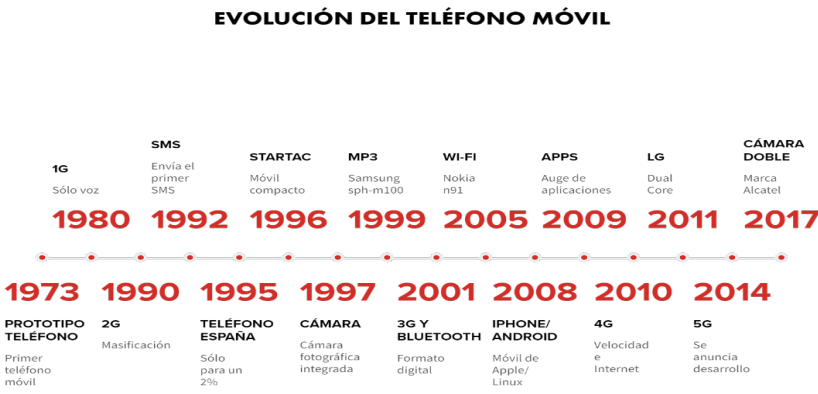 EVOLUCIÓN DEL TELÉFONO MÓVIL
1G
Sólo voz
1980
SMS
Envía el
primer
SMS
1992
STARTAC
Móvil
compacto
1996
MP3
Samsung
sph-m100
1999
WI-FI
Nokia
n91
2005
APPS
Auge de
aplicaciones
2009
LG
Dual
Core
2011
CÁMARA
DOBLE
Marca
Alcatel
2017
1973
PROTOTIPO
TELÉFONO
Primer
teléfono
móvil
1990
2G
Masificación
1995
TELÉFONO
ESPAÑA
Sólo
para un
2%
1997
CÁMARA
Cámara
fotográfica
integrada
2001
3G Y
BLUETOOTH
Formato
digital
2008
IPHONE/
ANDROID
Móvil de
Apple/
Linux
2010
4G
Velocidad
e
Internet
2014
5G
Se
anuncia
desarrollo